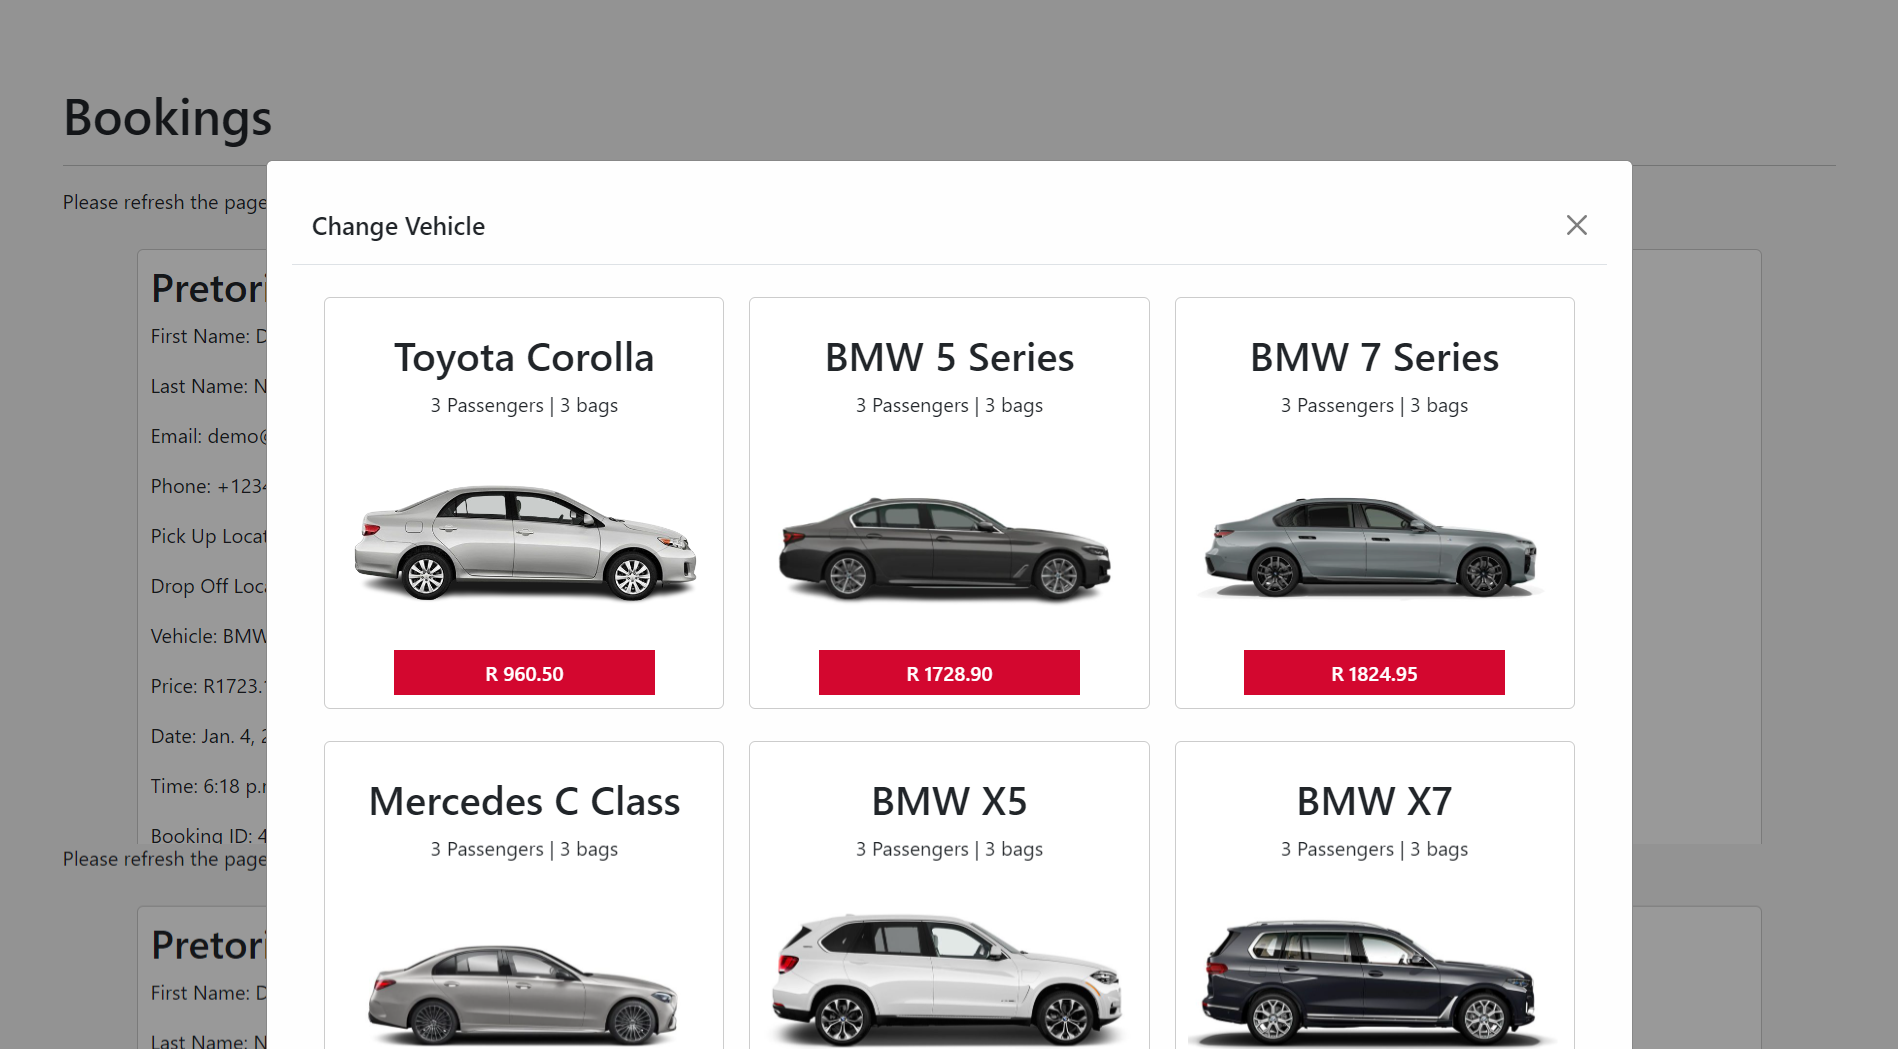 Bookings
Please refresh the page
Change Vehicle
Pretori
First Name: D
Last Name: N
Email: demo@
Phone: +1234
Pick Up Locat
Drop Off Loca
Vehicle: BMW
Price: R1723.
Date: Jan. 4, 2
Time: 6:18 p.
Booking ID: 4
Toyota Corolla
3 Passengers | 3 bags
R 960.50
BMW 5 Series
3 Passengers | 3 bags
R 1728.90
BMW 7 Series
3 Passengers | 3 bags
R 1824.95
Mercedes C Class
3 Passengers | 3 bags
BMW X5
3 Passengers | 3 bags
BMW X7
3 Passengers | 3 bags
Please refresh the page
Pretori
First Name: D
Last Name: N